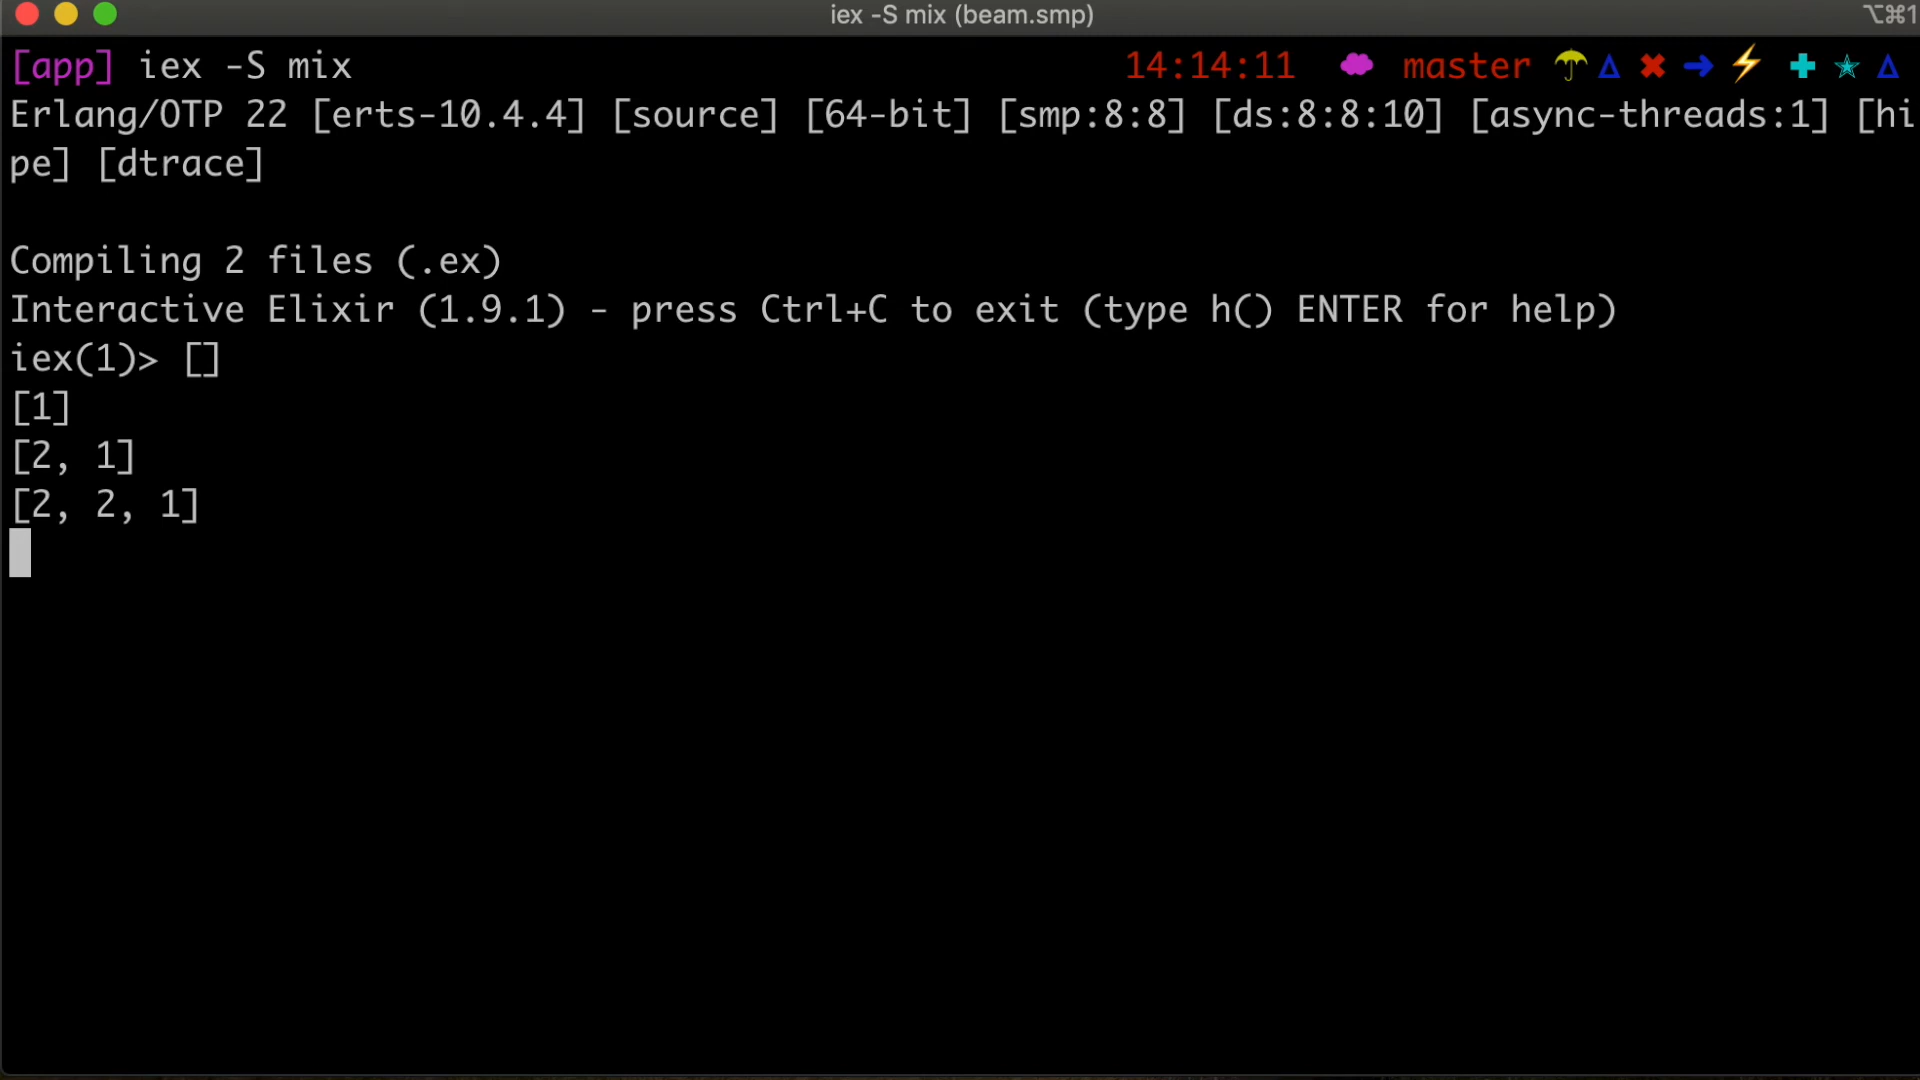 iex -S mix (beam.smp) ⌥⌘1
[app] iex -S mix 14:14:11 master ☂ Δ ✖ ➜ ⚡ ✚ ✭ Δ
Erlang/OTP 22 [erts-10.4.4] [source] [64-bit] [smp:8:8] [ds:8:8:10] [async-threads:1] [hi
pe] [dtrace]
Compiling 2 files (.ex)
Interactive Elixir (1.9.1) - press Ctrl+C to exit (type h() ENTER for help)
iex(1)> []
[1]
[2, 1]
[2, 2, 1]